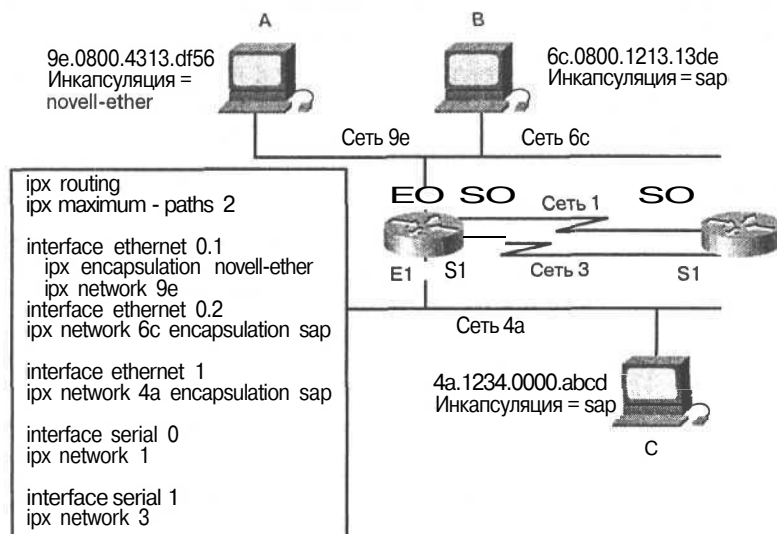 A
B
9e.0800.4313.df56
Инкапсуляция =
novell-ether
6c.0800.1213.13de
Инкапсуляция = sap
Сеть 9e
Сеть 6c
ipx routing
ipx maximum - paths 2
interface ethernet 0.1
ipx encapsulation novell-ether
ipx network 9e
interface ethernet 0.2
ipx network 6c encapsulation sap
interface ethernet 1
ipx network 4a encapsulation sap
interface serial 0
ipx network 1
interface serial 1
ipx network 3
EO SO
Сеть 1
SO
E1
S1
Сеть 3
S1
Сеть 4a
4a.1234.0000.abcd
Инкапсуляция = sap
C